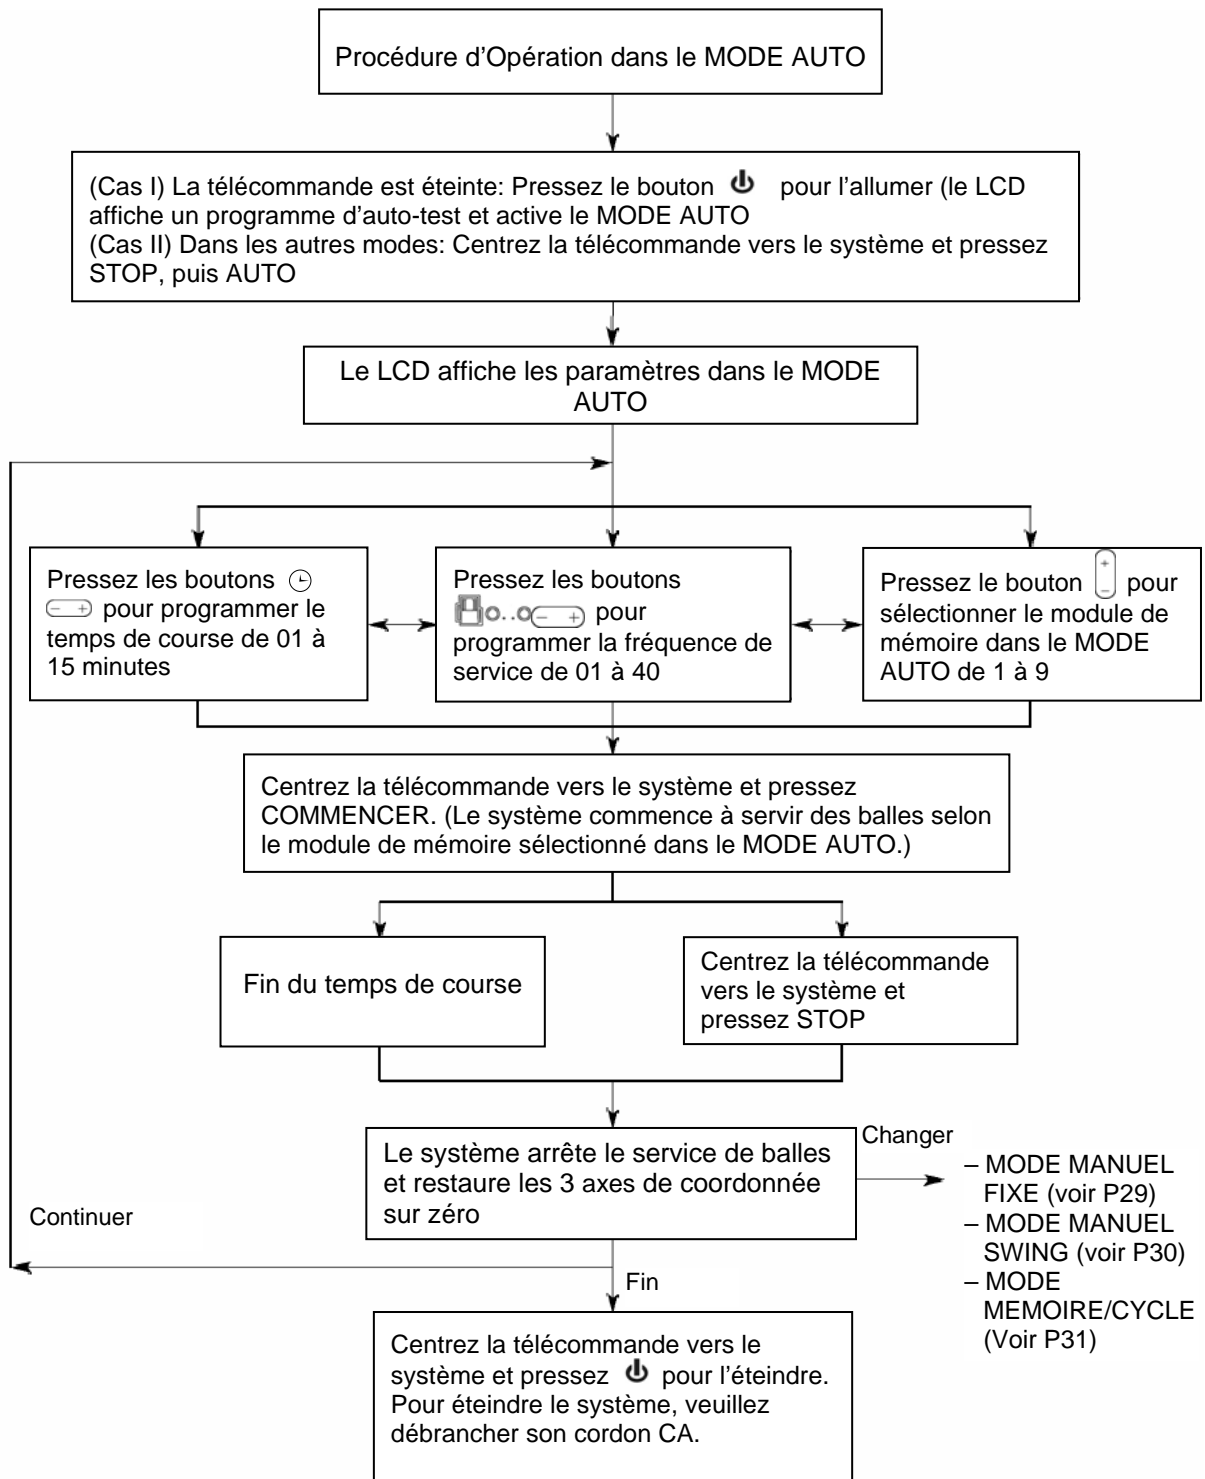 Procédure d’Opération dans le MODE AUTO
(Cas I) La télécommande est éteinte: Pressez le bouton pour l’allumer (le LCD
affiche un programme d’auto-test et active le MODE AUTO
(Cas II) Dans les autres modes: Centrez la télécommande vers le système et pressez
STOP, puis AUTO
Le LCD affiche les paramètres dans le MODE
AUTO
Pressez les boutons
– + pour programmer le
temps de course de 01 à
15 minutes
Pressez les boutons
– + pour
programmer la fréquence de
service de 01 à 40
Pressez le bouton + – pour
sélectionner le module de
mémoire dans le MODE
AUTO de 1 à 9
Centrez la télécommande vers le système et pressez
COMMENCER. (Le système commence à servir des balles selon
le module de mémoire sélectionné dans le MODE AUTO.)
Fin du temps de course
Centrez la télécommande
vers le système et
pressez STOP
Le système arrête le service de balles
et restaure les 3 axes de coordonnée
sur zéro
Changer
– MODE MANUEL
FIXE (voir P29)
– MODE MANUEL
SWING (voir P30)
– MODE
MEMOIRE/CYCLE
(Voir P31)
Continuer
Fin
Centrez la télécommande vers le
système et pressez pour l’éteindre.
Pour éteindre le système, veuillez
débrancher son cordon CA.